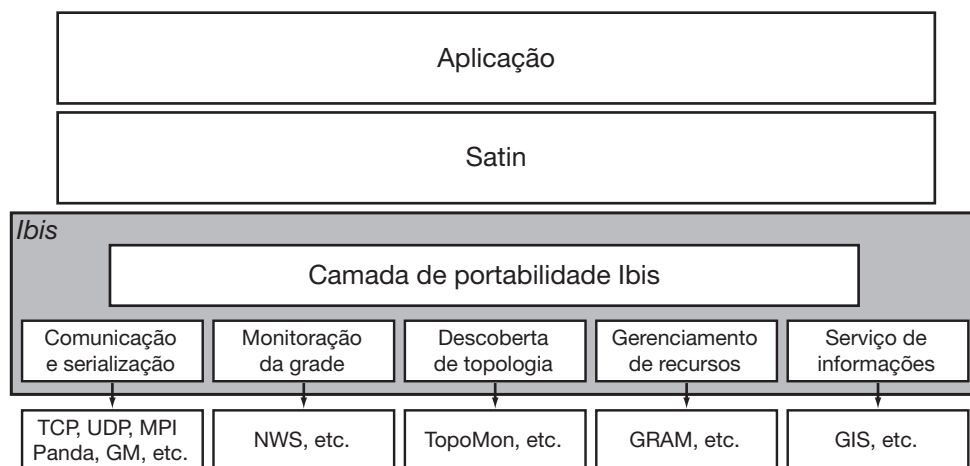 Aplicação
Satin
Ibis
Camada de portabilidade Ibis
Comunicação
e serialização
Monitoração
da grade
Descoberta
de topologia
Gerenciamento
de recursos
Serviço de
informações
TCP, UDP, MPI
Panda, GM, etc.
NWS, etc.
TopoMon, etc.
GRAM, etc.
GIS, etc.